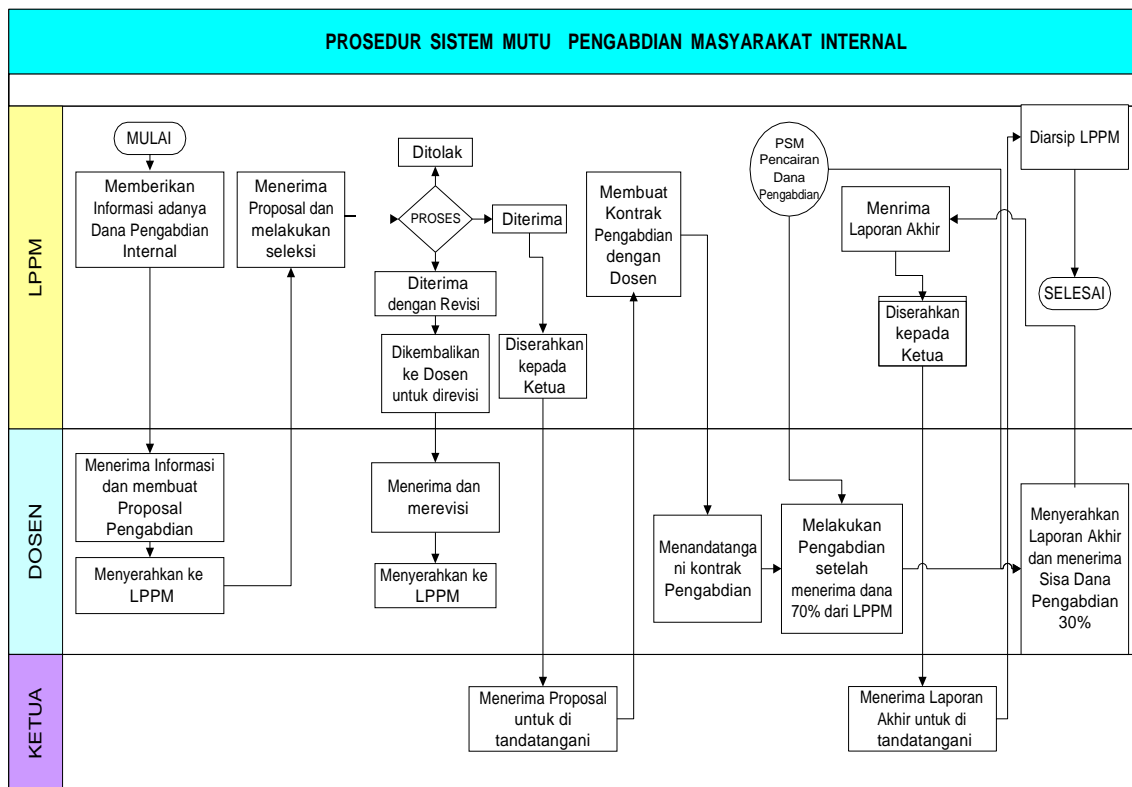 PROSEDUR SISTEM MUTU PENGABDIAN MASYARAKAT INTERNAL
LPPM
MULAI
Memberikan
Informasi adanya
Dana Pengabdian
Internal
Menerima
Proposal dan
melakukan
seleksi
Ditolak
PROSES
Diterima
Diterima
dengan Revisi
Dikembalikan
ke Dosen
untuk direvisi
Diserahkan
kepada
Ketua
Membuat
Kontrak
Pengabdian
dengan
Dosen
PSM
Pencairan
Dana
Pengabdian
Menrima
Laporan Akhir
Diserahkan
kepada
Ketua
Diarsip LPPM
SELESAI
DOSEN
Menerima Informasi
dan membuat
Proposal
Pengabdian
Menyerahkan ke
LPPM
Menerima dan
merevisi
Menyerahkan ke
LPPM
Menandatanga
ni kontrak
Pengabdian
Melakukan
Pengabdian
setelah
menerima dana
70% dari LPPM
Menyerahkan
Laporan Akhir
dan menerima
Sisa Dana
Pengabdian
30%
KETUA
Menerima Proposal
untuk di
tandatangani
Menerima Laporan
Akhir untuk di
tandatangani